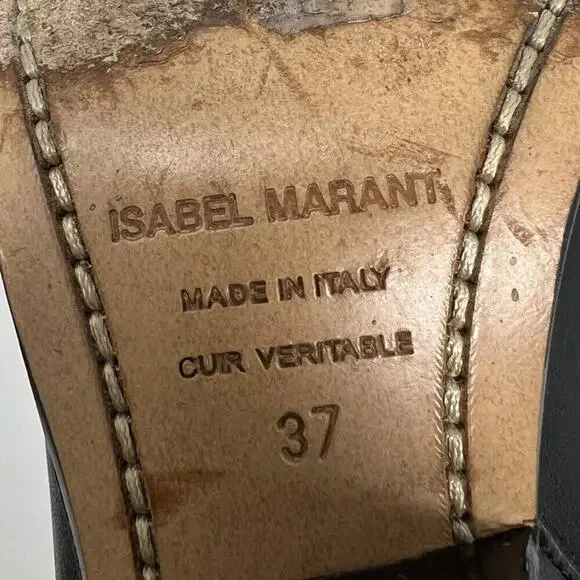 ISABEL MARANT
MADE IN ITALY
CUIR VERITABLE
37